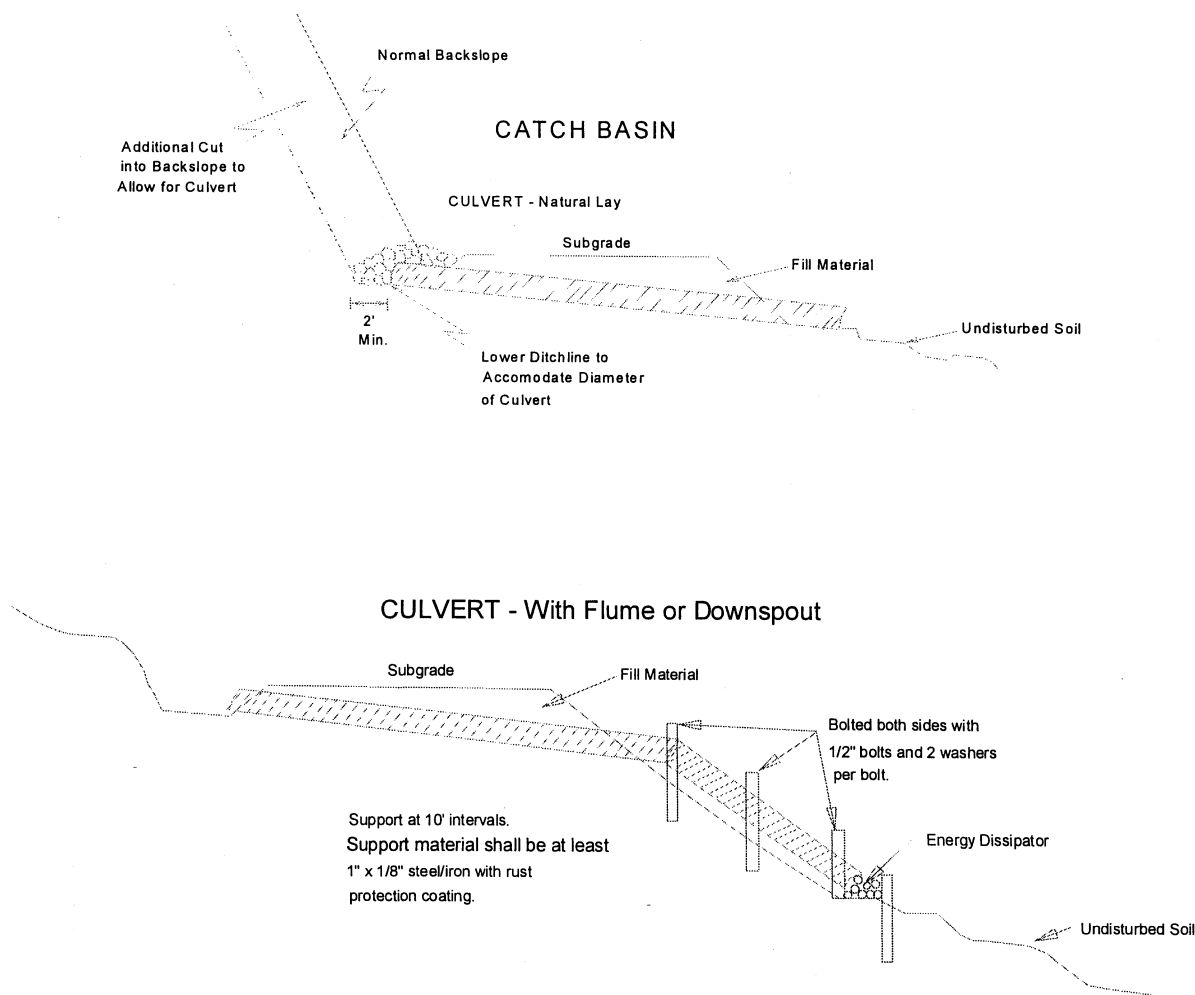 Normal Backslope
CATCH BASIN
Additional Cut
into Backslope to
Allow for Culvert
CULVERT - Natural Lay
Subgrade
Fill Material
2'
Min.
Undisturbed Soil
Lower Ditchline to
Accomodate Diameter
of Culvert
CULVERT - With Flume or Downspout
Subgrade
Fill Material
Bolted both sides with
1/2" bolts and 2 washers
per bolt.
Support at 10' intervals.
Support material shall be at least
1" x 1/8" steel/iron with rust
protection coating.
Energy Dissipator
Undisturbed Soil